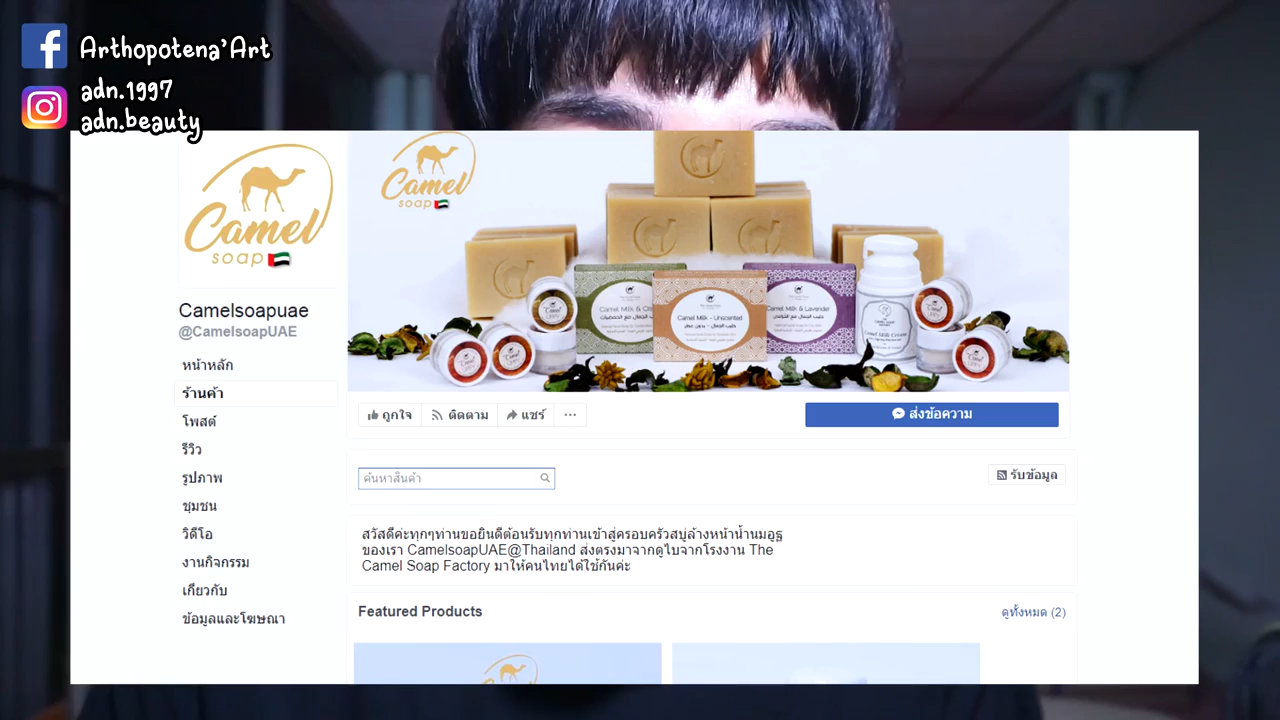 Arthopotena'Art
adn.1997
adn.beauty
Camel
soap
Camel
soap
Camel Milk - Unscented
Camel Milk & Lavender
Camelsoapuae
@CamelsoapUAE
หน้าหลัก
ร้านค้า
โพสต์
รีวิว
รูปภาพ
ชุมชน
วิดีโอ
งานกิจกรรม
เกี่ยวกับ
ข้อมูลและโฆษณา
ถูกใจ ติดตาม แชร์ ...
ส่งข้อความ
ค้นหาสินค้า
รับข้อมูล
สวัสดีค่ะทุกๆท่านขอยินดีต้อนรับทุกท่านเข้าสู่ครอบครัวสบู่ล้างหน้าน้ำนมอูฐ
ของเรา CamelsoapUAE@Thailand ส่งตรงมาจากดูไบจากโรงงาน The
Camel Soap Factory มาให้คนไทยได้ใช้กันค่ะ
Featured Products
ดูทั้งหมด (2)